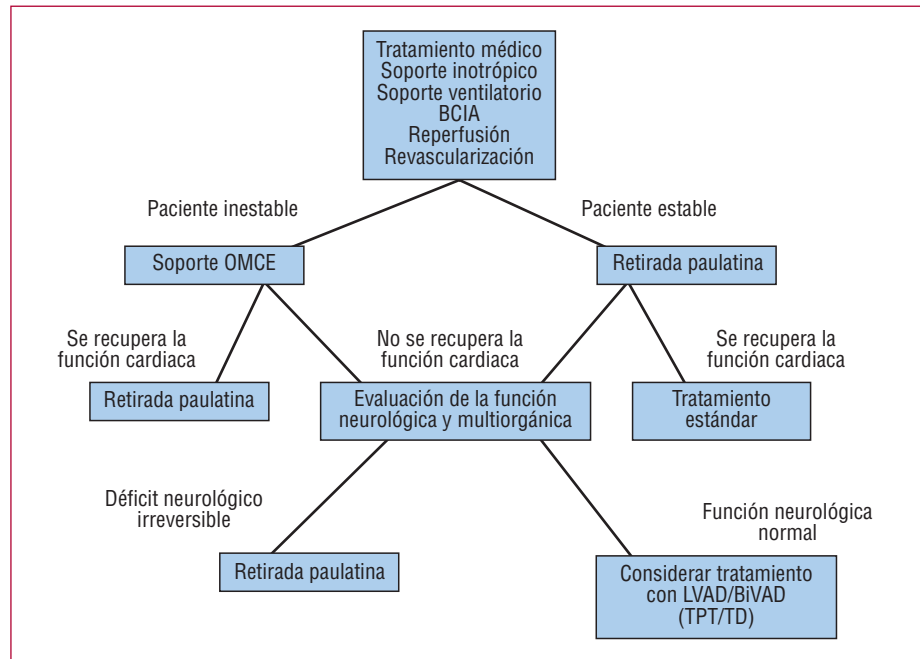 Tratamiento médico
Soporte inotrópico
Soporte ventilatorio
BCIA
Reperfusión
Revascularización
Paciente inestable
Paciente estable
Soporte OMCE
Retirada paulatina
Se recupera la
función cardiaca
No se recupera la
función cardiaca
Se recupera la
función cardiaca
Retirada paulatina
Evaluación de la función
neurológica y multiorgánica
Tratamiento
estándar
Déficit neurológico
irreversible
Función neurológica
normal
Retirada paulatina
Considerar tratamiento
con LVAD/BiVAD
(TPT/TD)